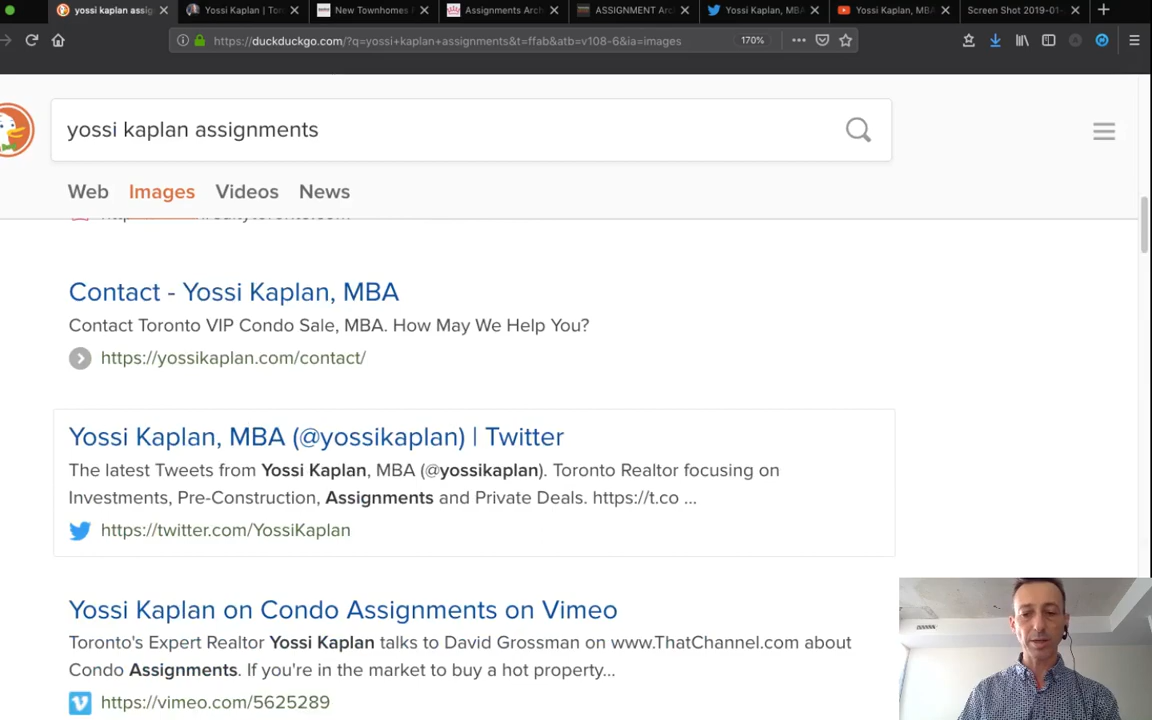 yossi kaplan assig
Yossi Kaplan | Ton
New Townhomes
Assignments Arc
ASSIGNMENT Arc
Yossi Kaplan, MBA
Yossi Kaplan, MBA
Screen Shot 2019-01-
https://duckduckgo.com/?q=yossi+kaplan+assignments&t=ffab&atb=v108-6&ia=images
170%
yossi kaplan assignments
Web Images Videos News
Contact - Yossi Kaplan, MBA
Contact Toronto VIP Condo Sale, MBA. How May We Help You?
https://yossikaplan.com/contact/
Yossi Kaplan, MBA (@yossikaplan) | Twitter
The latest Tweets from Yossi Kaplan, MBA (@yossikaplan). Toronto Realtor focusing on
Investments, Pre-Construction, Assignments and Private Deals. https://t.co ...
https://twitter.com/YossiKaplan
Yossi Kaplan on Condo Assignments on Vimeo
Toronto's Expert Realtor Yossi Kaplan talks to David Grossman on www.ThatChannel.com about
Condo Assignments. If you're in the market to buy a hot property...
https://vimeo.com/5625289